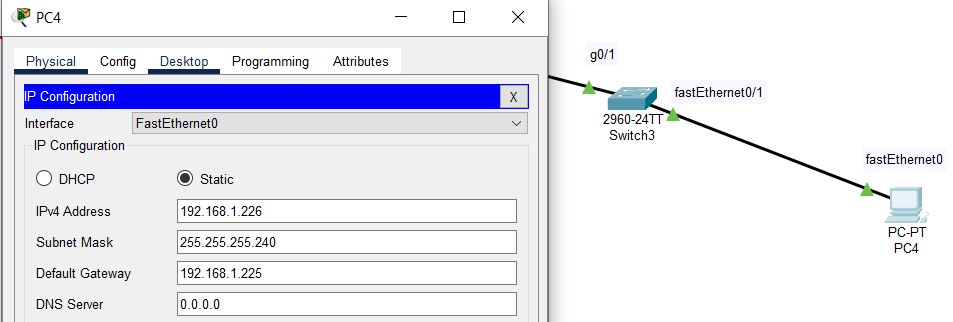 PC4
Physical Config Desktop Programming Attributes
IP Configuration X
Interface FastEthernet0
IP Configuration
DHCP Static
IPv4 Address 192.168.1.226
Subnet Mask 255.255.255.240
Default Gateway 192.168.1.225
DNS Server 0.0.0.0
g0/1
fastEthernet0/1
2960-24TT
Switch3
fastEthernet0
PC-PT
PC4